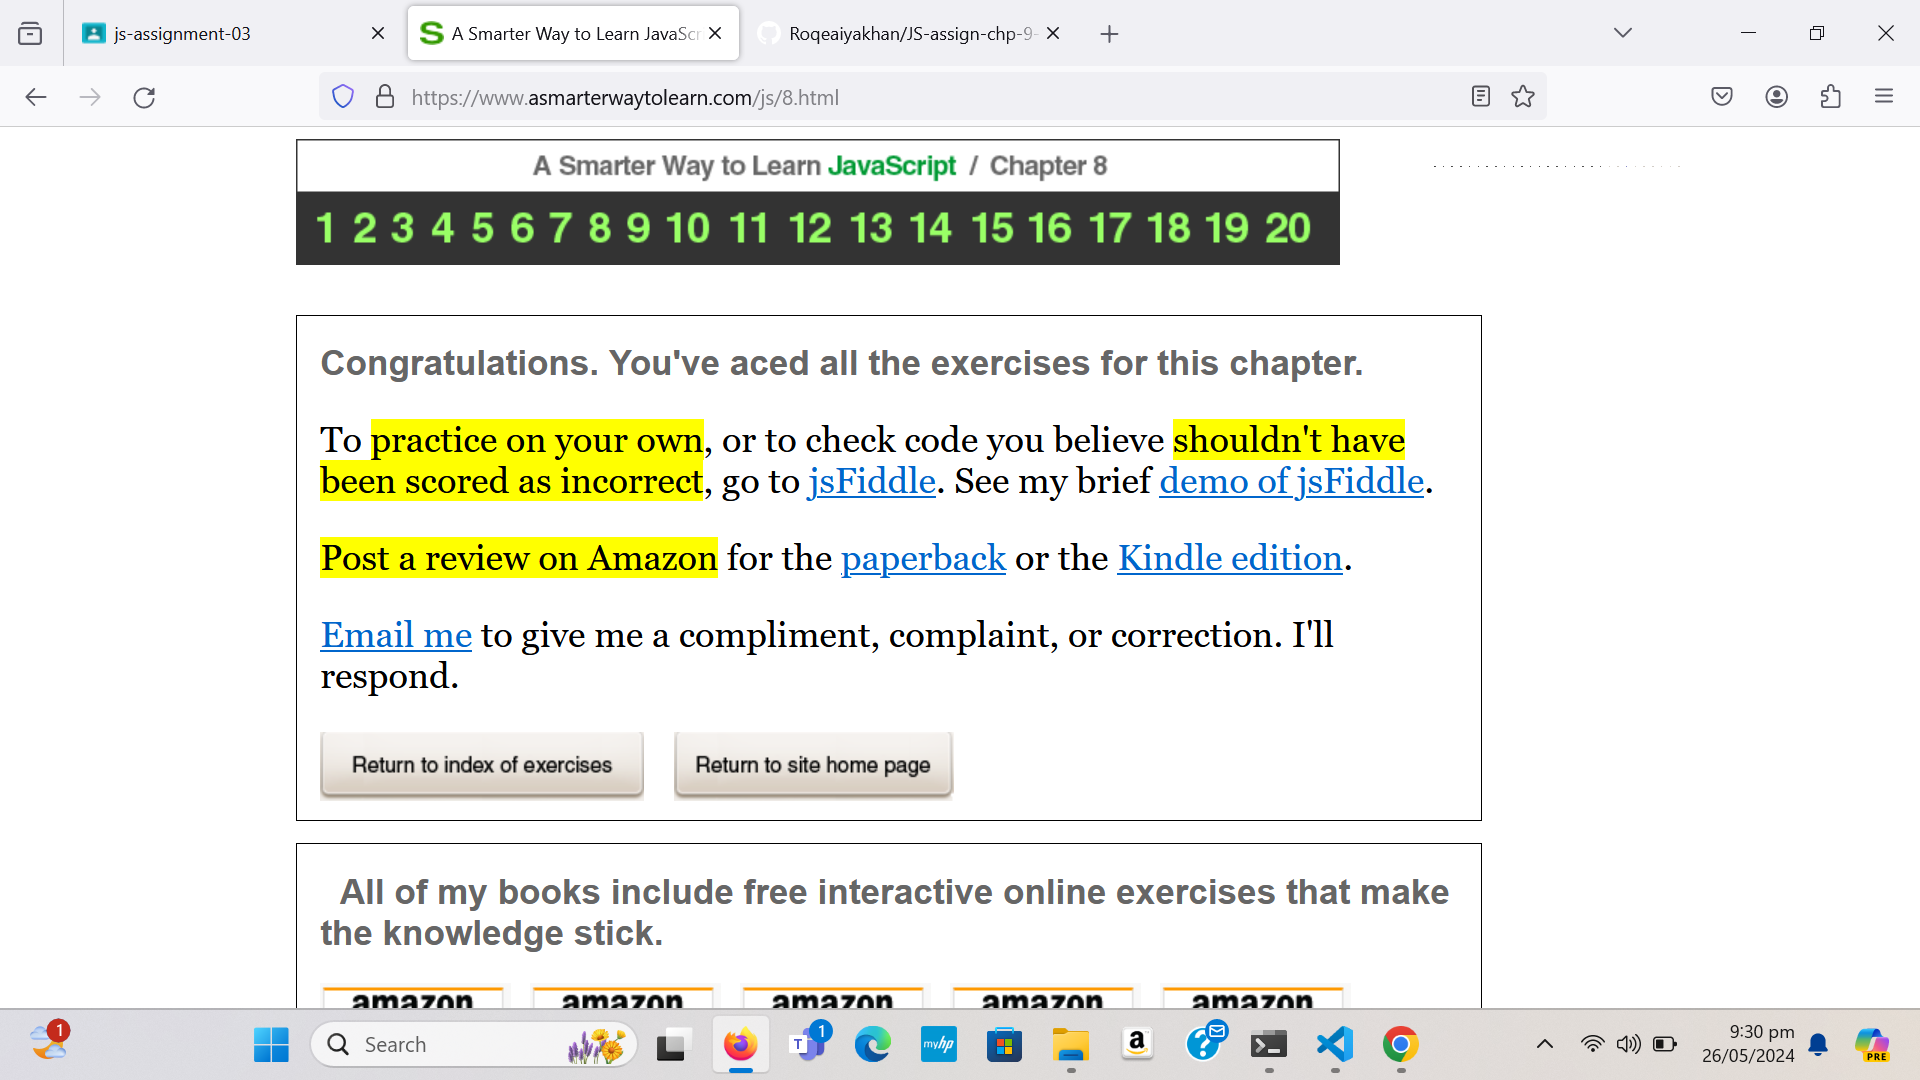 js-assignment-03
A Smarter Way to Learn JavaScr
Roqeaiyakhan/JS-assign-chp-9-
https://www.asmarterwaytolearn.com/js/8.html
A Smarter Way to Learn JavaScript / Chapter 8
1 2 3 4 5 6 7 8 9 10 11 12 13 14 15 16 17 18 19 20
Congratulations. You've aced all the exercises for this chapter.
To practice on your own, or to check code you believe shouldn't have
been scored as incorrect, go to jsFiddle. See my brief demo of jsFiddle.
Post a review on Amazon for the paperback or the Kindle edition.
Email me to give me a compliment, complaint, or correction. I'll
respond.
Return to index of exercises
Return to site home page
All of my books include free interactive online exercises that make
the knowledge stick.
amazon amazon amazon amazon amazon
1
Search
T 1
myhp
a
?
PRE
9:30 pm
26/05/2024